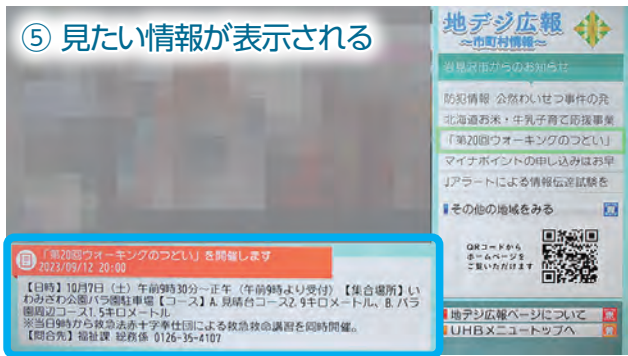 ⑤ 見たい情報が表示される
地デジ広報
～市町村情報～
岩見沢市からのお知らせ
防犯情報 公然わいせつ事件の発
北海道お米・牛乳子育て応援事業
「第20回ウオーキングのつどい」
マイナポイントの申し込みはお早
Jアラートによる情報伝達試験を
その他の地域をみる
QRコードから
ホームページを
ご覧いただけます
「第20回ウオーキングのつどい」を開催します
2023/09/12 20:00
【日時】10月7日（土）午前9時30分～正午（午前9時より受付）【集合場所】い
わみざわ公園バラ園駐車場【コース】A.見晴台コース2.9キロメートル、B.バラ
園周辺コース1.5キロメートル
※当日9時から救急法赤十字奉仕団による救急救命講習を同時開催。
【問合先】福祉課 総務係 0126-35-4107
地デジ広報ページについて
UHBXニュートップへ